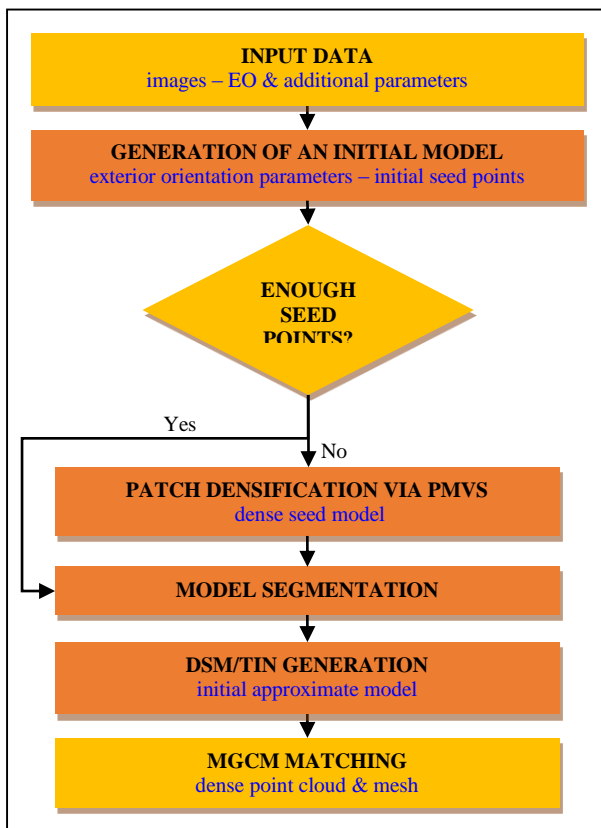 INPUT DATA
images – EO & additional parameters
GENERATION OF AN INITIAL MODEL
exterior orientation parameters – initial seed points
ENOUGH
SEED
POINTS?
Yes
No
PATCH DENSIFICATION VIA PMVS
dense seed model
MODEL SEGMENTATION
DSM/TIN GENERATION
initial approximate model
MGCM MATCHING
dense point cloud & mesh